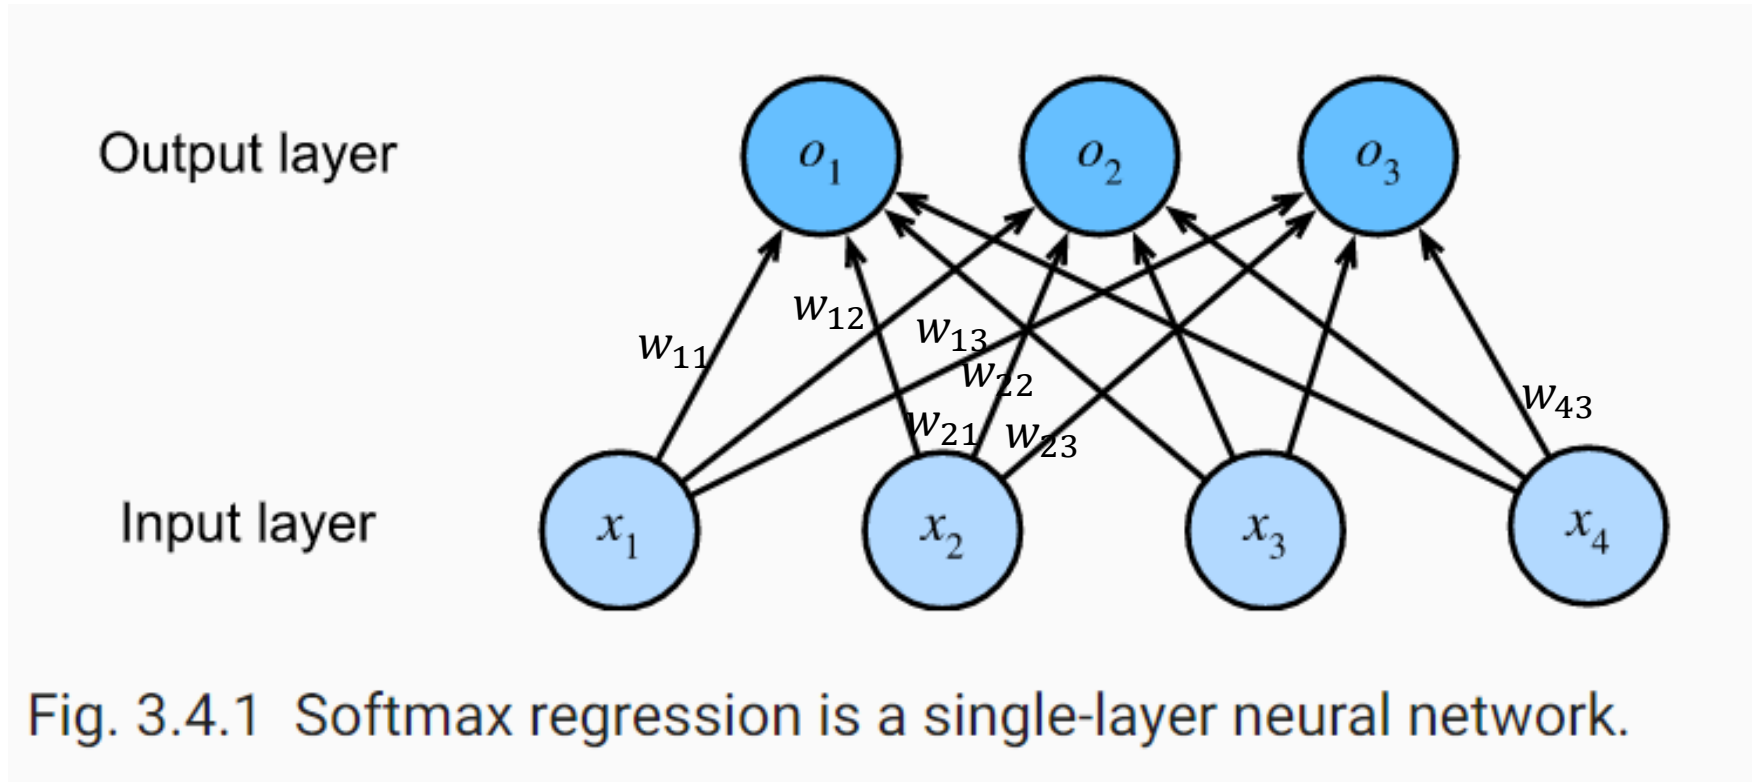 Output layer
o1 o2 o3
w12
w13
w11
w22
w43
w21 w23
Input layer
x1 x2 x3 x4
Fig. 3.4.1 Softmax regression is a single-layer neural network.